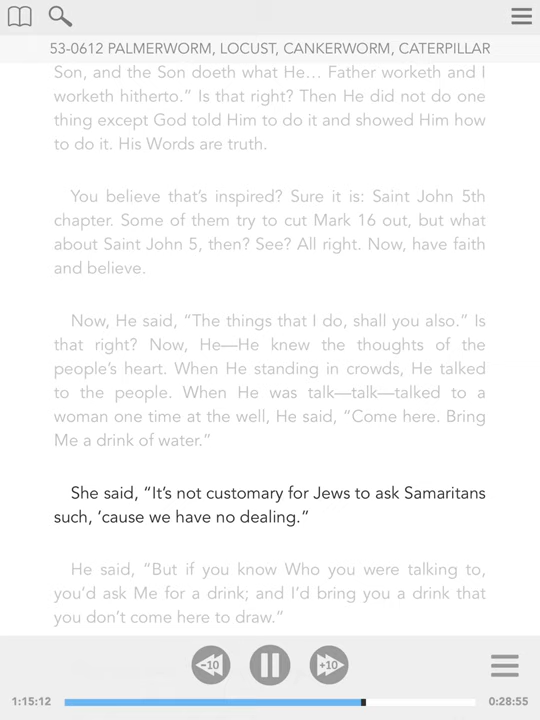 53-0612 PALMERWORM, LOCUST, CANKERWORM, CATERPILLAR
Son, and the Son doeth what He… Father worketh and I
worketh hitherto.” Is that right? Then He did not do one
thing except God told Him to do it and showed Him how
to do it. His Words are truth.
You believe that’s inspired? Sure it is: Saint John 5th
chapter. Some of them try to cut Mark 16 out, but what
about Saint John 5, then? See? All right. Now, have faith
and believe.
Now, He said, “The things that I do, shall you also.” Is
that right? Now, He—He knew the thoughts of the
people’s heart. When He standing in crowds, He talked
to the people. When He was talk—talk—talked to a
woman one time at the well, He said, “Come here. Bring
Me a drink of water.”
She said, “It’s not customary for Jews to ask Samaritans
such, ’cause we have no dealing.”
He said, “But if you know Who you were talking to,
you’d ask Me for a drink; and I’d bring you a drink that
you don’t come here to draw.”
-10 +10
1:15:12 0:28:55